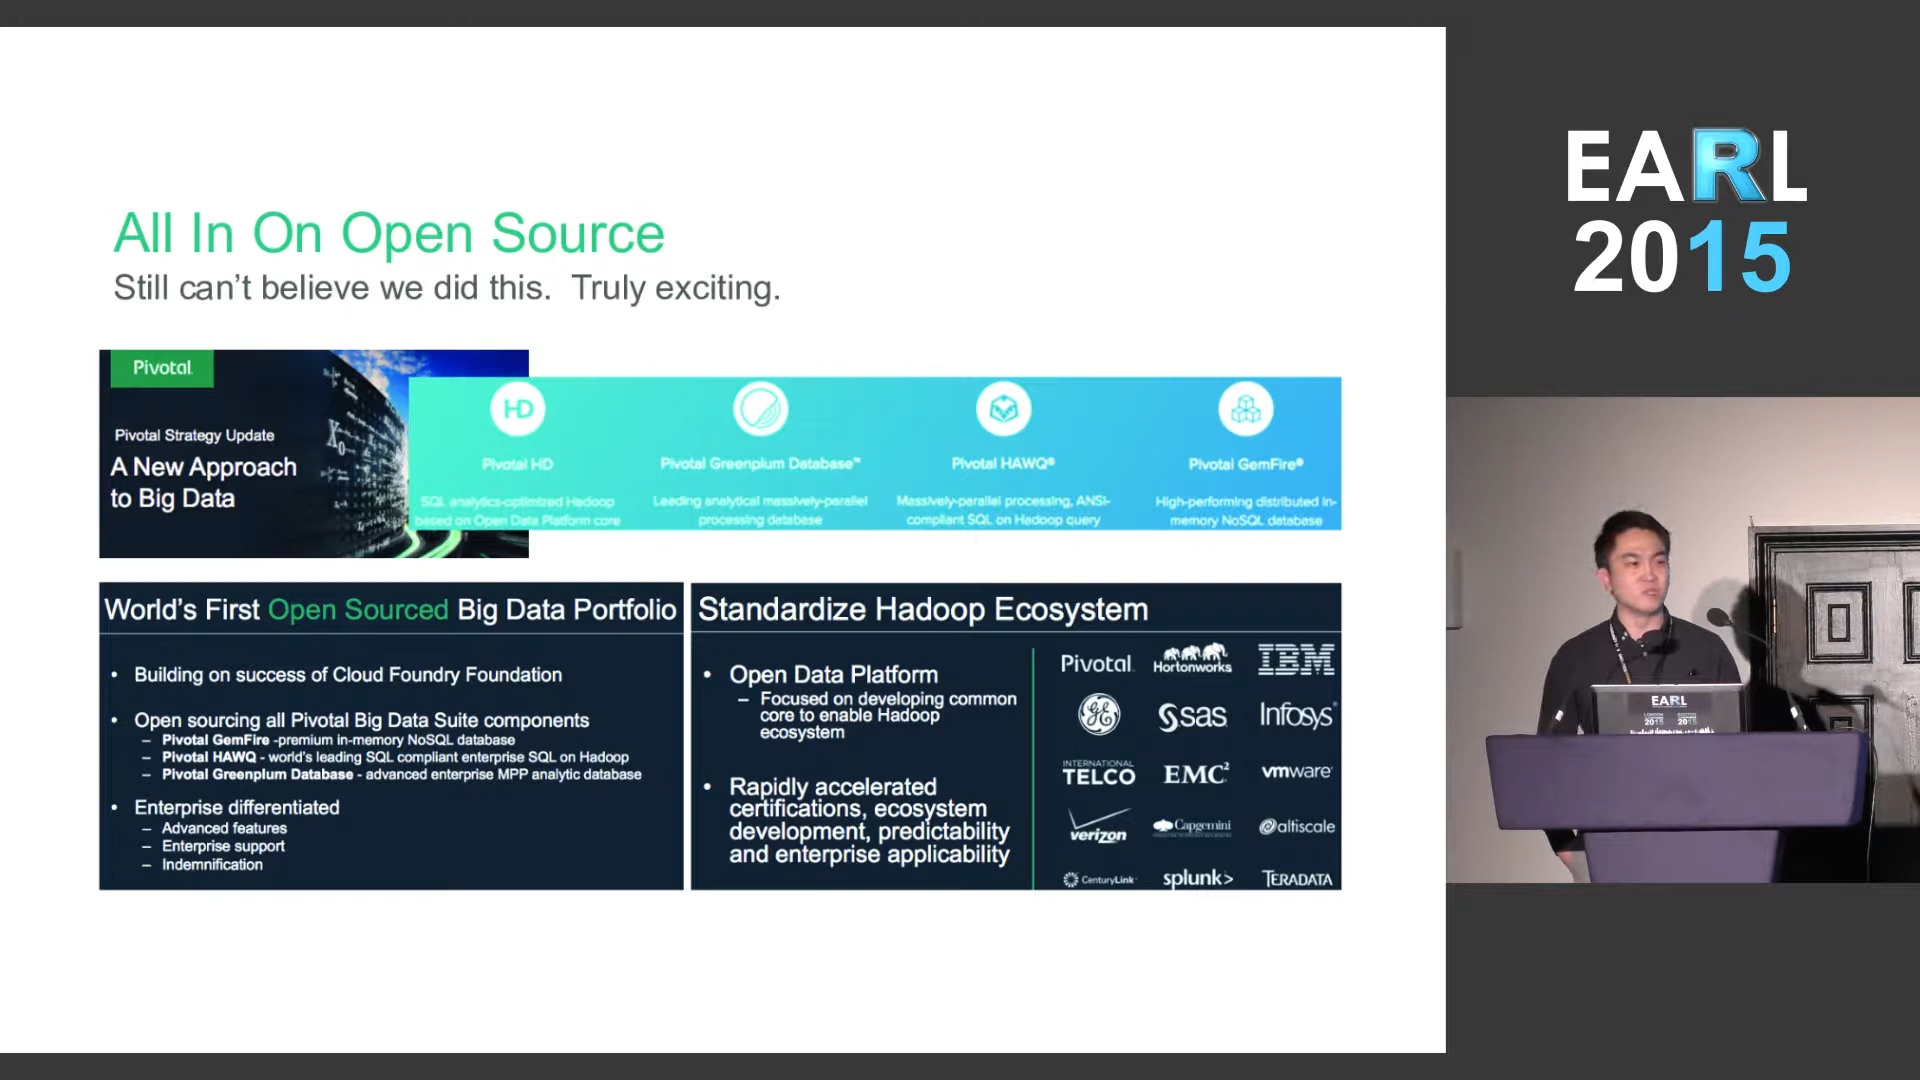 All In On Open Source
Still can't believe we did this.  Truly exciting.
Pivotal
Pivotal Strategy Update
A New Approach
to Big Data
HD
Pivotal HD
SQL analytics-optimized Hadoop
based on Open Data Platform core
Pivotal Greenplum Database™
Leading analytical massively-parallel
processing database
Pivotal HAWQ®
Massively-parallel processing, ANSI-
compliant SQL on Hadoop query
Pivotal GemFire®
High-performing distributed in-
memory NoSQL database
World's First Open Sourced Big Data Portfolio
• Building on success of Cloud Foundry Foundation
• Open sourcing all Pivotal Big Data Suite components
– Pivotal GemFire -premium in-memory NoSQL database
– Pivotal HAWQ - world's leading SQL compliant enterprise SQL on Hadoop
– Pivotal Greenplum Database - advanced enterprise MPP analytic database
• Enterprise differentiated
– Advanced features
– Enterprise support
– Indemnification
Standardize Hadoop Ecosystem
• Open Data Platform
– Focused on developing common
core to enable Hadoop
ecosystem
• Rapidly accelerated
certifications, ecosystem
development, predictability
and enterprise applicability
Pivotal
Hortonworks
IBM
GE
sas
Infosys
INTERNATIONAL
TELCO
EMC²
vmware
verizon
Capgemini
altiscale
CenturyLink
splunk>
TERADATA
EARL
2015
EARL
LONDON
2015
BOSTON
2015